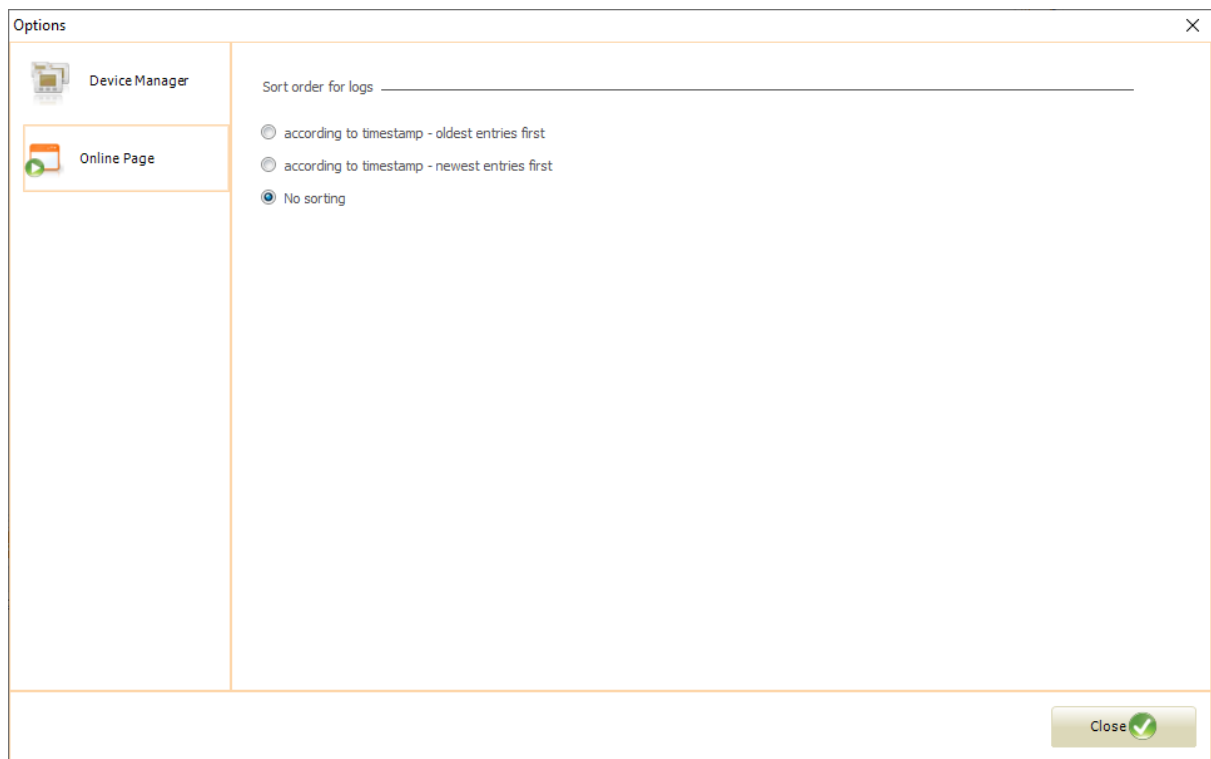 Options
Device Manager
Online Page
Sort order for logs
according to timestamp - oldest entries first
according to timestamp - newest entries first
No sorting
Close